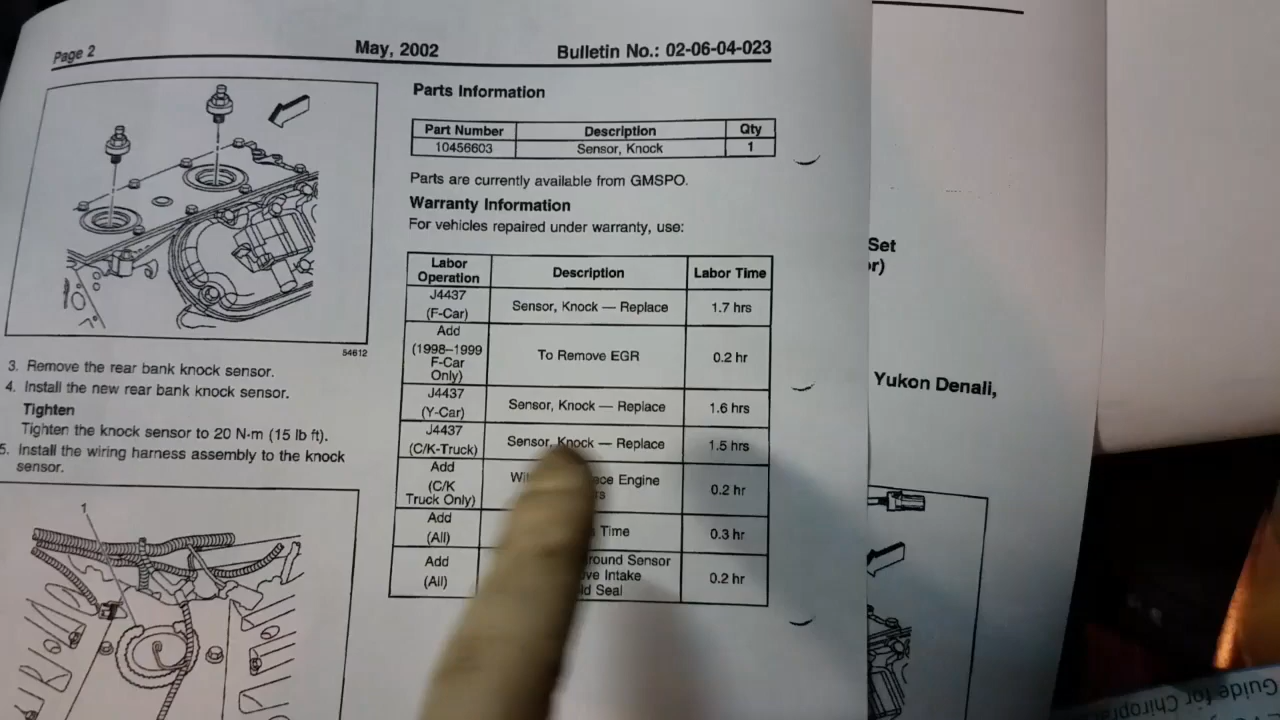 Page 2
May, 2002
Bulletin No.: 02-06-04-023
54612
3. Remove the rear bank knock sensor.
4. Install the new rear bank knock sensor.
Tighten
Tighten the knock sensor to 20 N·m (15 lb ft).
5. Install the wiring harness assembly to the knock
sensor.
1
Parts Information
Part Number Description Qty
10456603 Sensor, Knock 1
Parts are currently available from GMSPO.
Warranty Information
For vehicles repaired under warranty, use:
Labor
Operation Description Labor Time
J4437
(F-Car) Sensor, Knock — Replace 1.7 hrs
Add
(1998–1999
F-Car
Only) To Remove EGR 0.2 hr
J4437
(Y-Car) Sensor, Knock — Replace 1.6 hrs
J4437
(C/K-Truck) Sensor, Knock — Replace 1.5 hrs
Add
(C/K
Truck Only) Engine 0.2 hr
Add
(All) Time 0.3 hr
Add
(All) Sensor
Intake
Seal 0.2 hr
Set
Yukon Denali,
Guide for